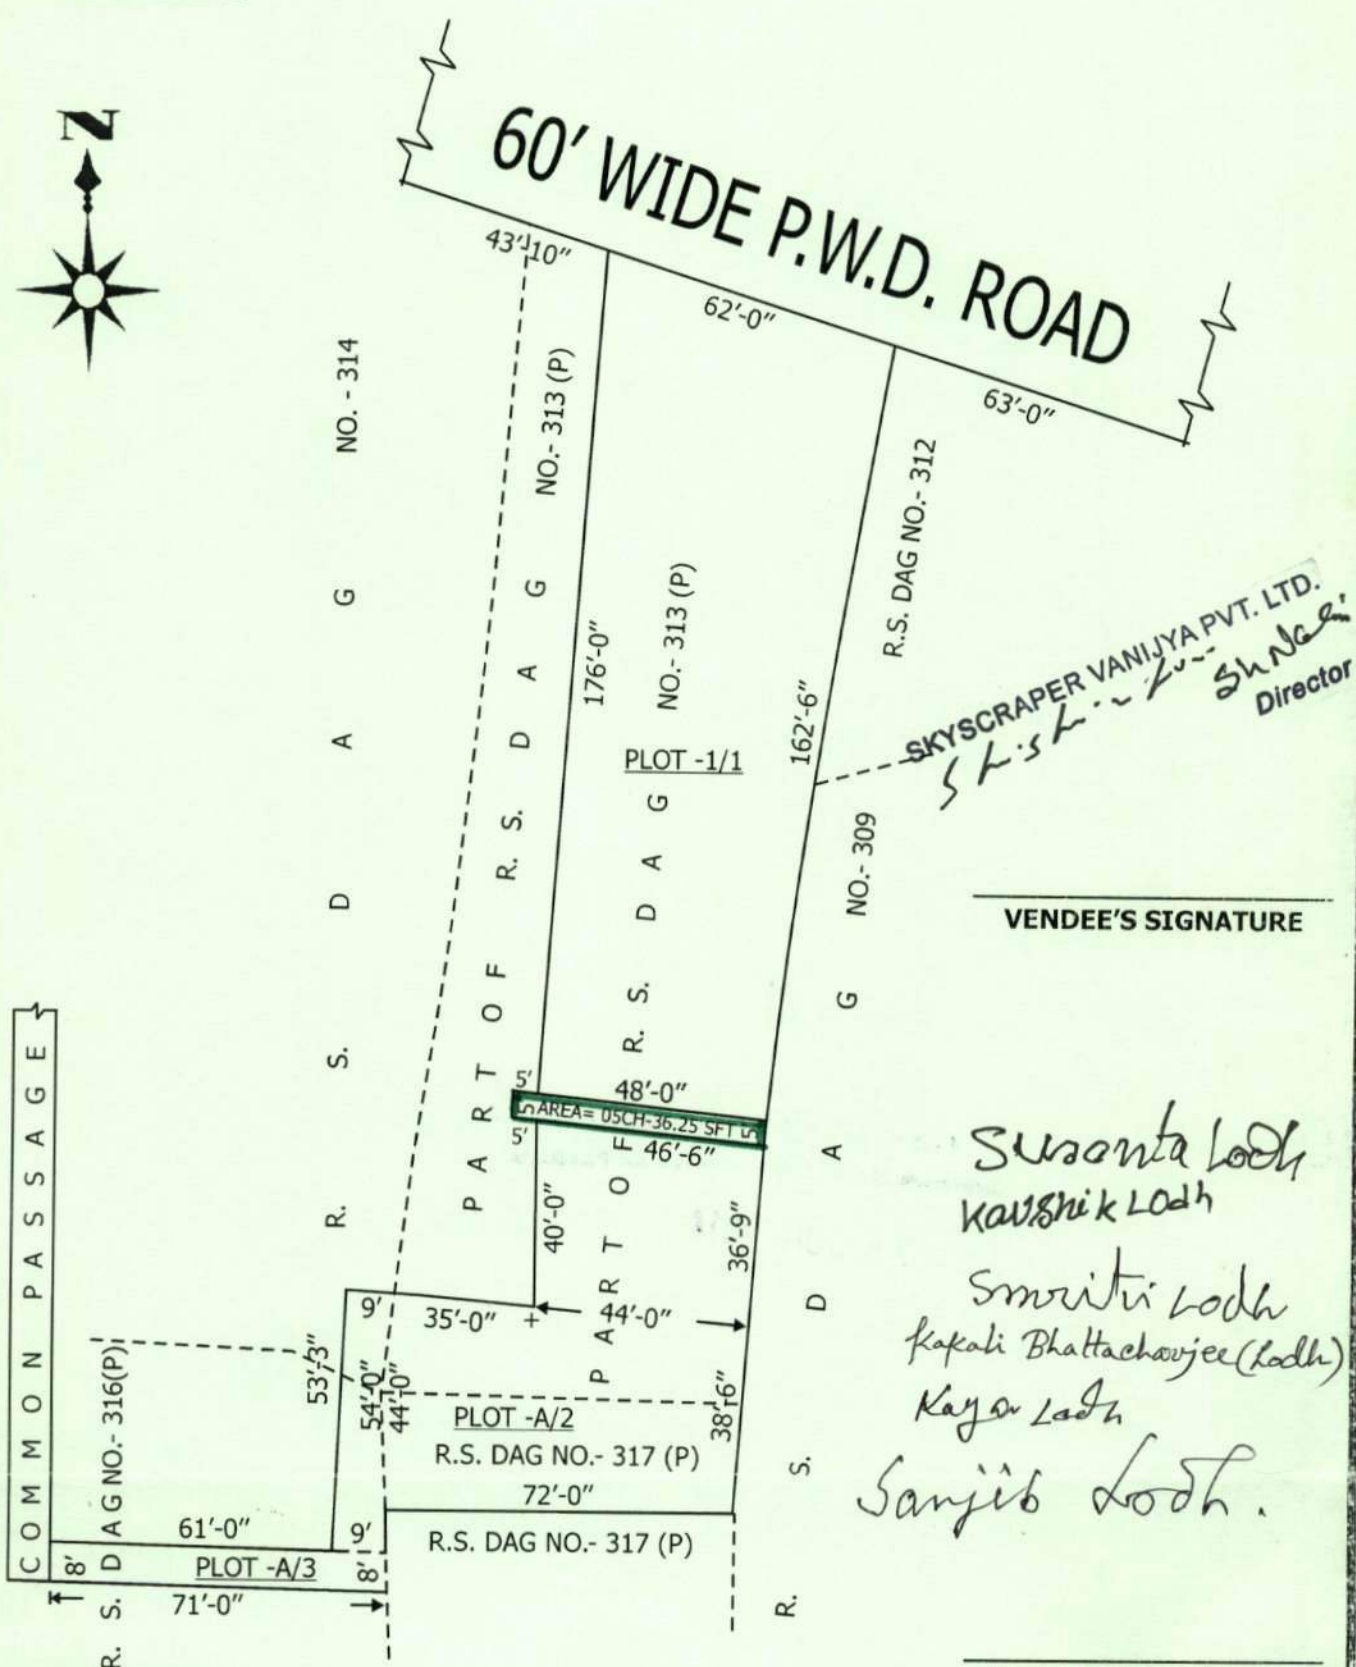 N
60' WIDE P.W.D. ROAD
43'-10"
62'-0"
63'-0"
R. S. D A G NO. - 314
PART OF R. S. D A G NO.- 313 (P)
176'-0"
PART OF R. S. D A G NO.- 313 (P)
PLOT -1/1
162'-6"
R.S. DAG NO.- 312
SKYSCRAPER VANIJYA PVT. LTD.
Director
R. S. D A G NO.- 309
VENDEE'S SIGNATURE
COMMON PASSAGE
5'
48'-0"
5' AREA= 05CH-36.25 SFT 5'
5'
46'-6"
40'-0"
36'-9"
Susanta Lodh
Kaushik Lodh
Smriti Lodh
Kakali Bhattacharjee (Lodh)
Lodh
Sanjib Lodh.
9'
35'-0"
44'-0"
53'-3"
54'-0"
44'-0"
38'-6"
PLOT -A/2
R.S. DAG NO.- 317 (P)
72'-0"
R.S. DAG NO.- 317 (P)
R. S. DAG NO.- 316(P)
61'-0"
9'
8'
PLOT -A/3
8'
71'-0"